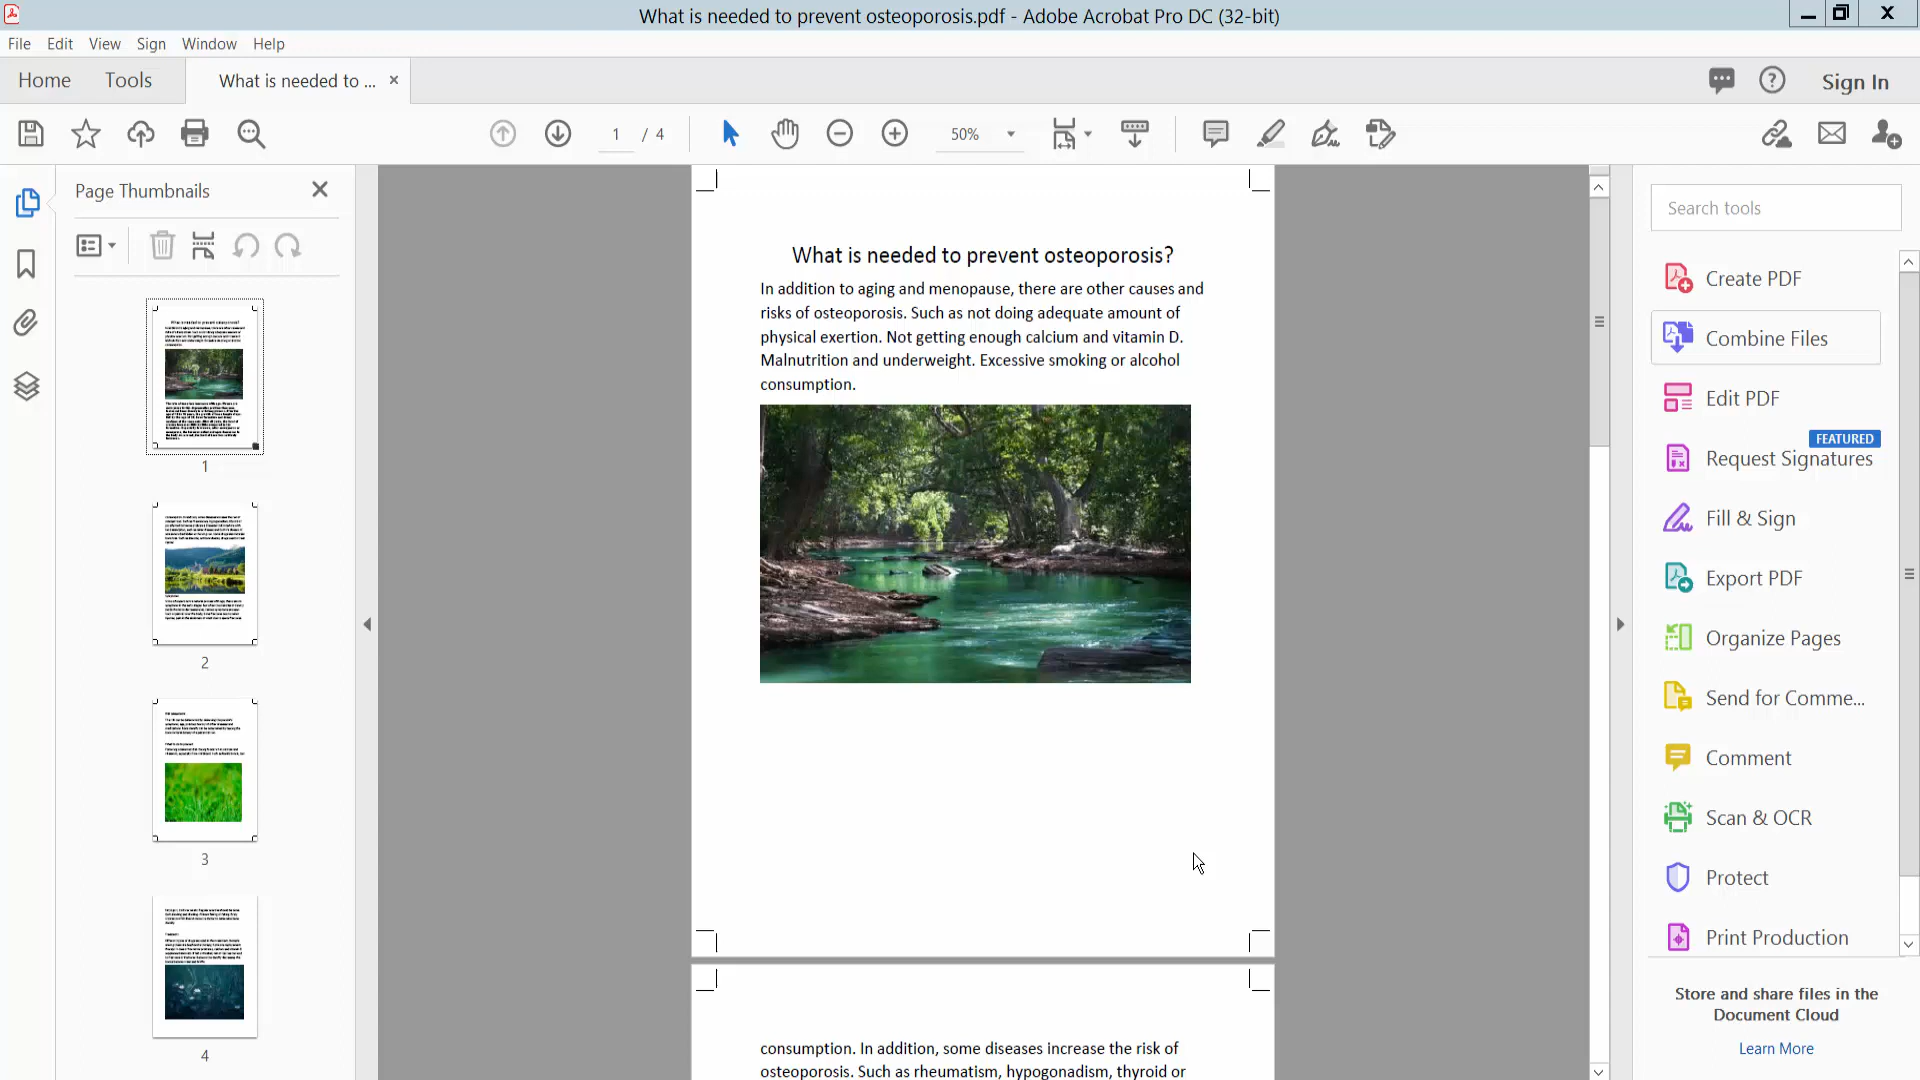 What is needed to prevent osteoporosis.pdf - Adobe Acrobat Pro DC (32-bit)
File Edit View Sign Window Help
Home Tools What is needed to ... Sign In
1 / 4 50%
Page Thumbnails
1
2
3
4
What is needed to prevent osteoporosis?
In addition to aging and menopause, there are other causes and
risks of osteoporosis. Such as not doing adequate amount of
physical exertion. Not getting enough calcium and vitamin D.
Malnutrition and underweight. Excessive smoking or alcohol
consumption.
consumption. In addition, some diseases increase the risk of
osteoporosis. Such as rheumatism, hypogonadism, thyroid or
Search tools
Create PDF
Combine Files
Edit PDF
FEATURED
Request Signatures
Fill & Sign
Export PDF
Organize Pages
Send for Comme...
Comment
Scan & OCR
Protect
Print Production
Store and share files in the
Document Cloud
Learn More